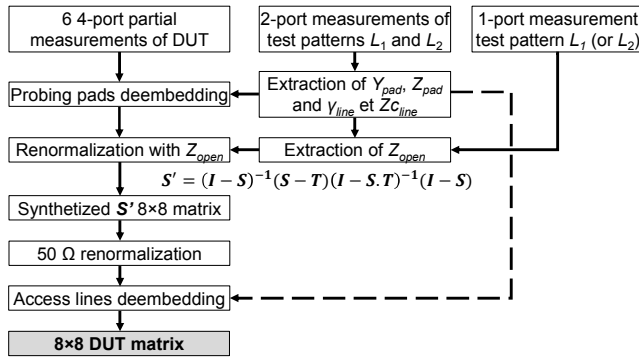 6 4-port partial
measurements of DUT
2-port measurements of
test patterns L1 and L2
1-port measurement
test pattern L1 (or L2)
Probing pads deembedding
Extraction of Ypad, Zpad
and γline et Zcline
Renormalization with Zopen
Extraction of Zopen
S′ = (I − S)⁻¹(S − T)(I − S.T)⁻¹(I − S)
Synthetized S' 8×8 matrix
50 Ω renormalization
Access lines deembedding
8×8 DUT matrix